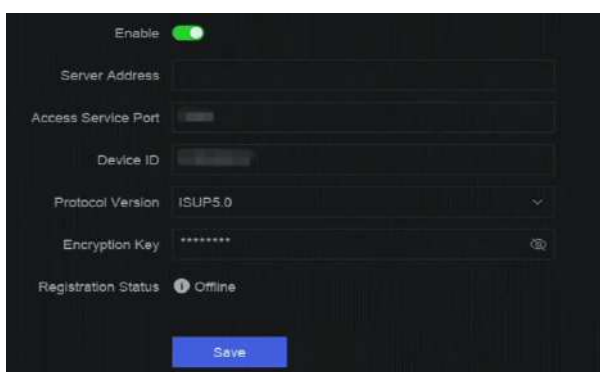 Enable
Server Address
Access Service Port
Device ID
Protocol Version ISUP5.0
Encryption Key ********
Registration Status Offline
Save